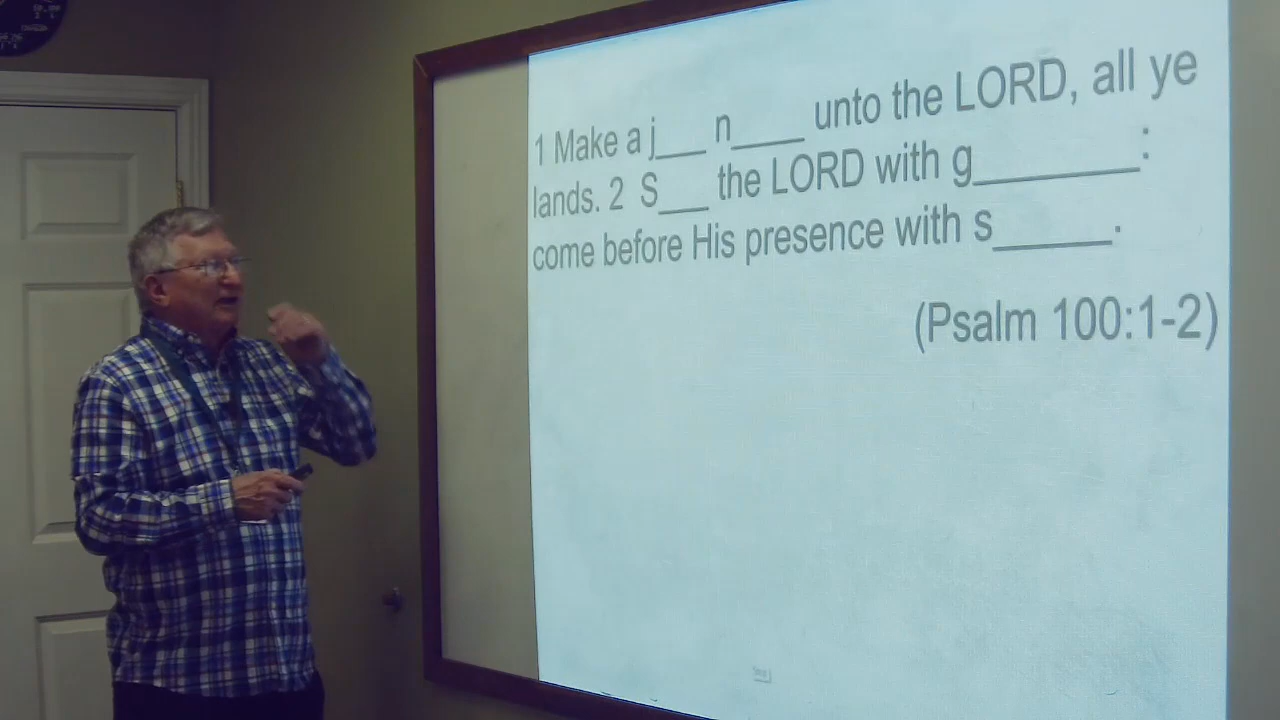 1 Make a j___ n____ unto the LORD, all ye
lands. 2 S___ the LORD with g________:
come before His presence with s______.
(Psalm 100:1-2)